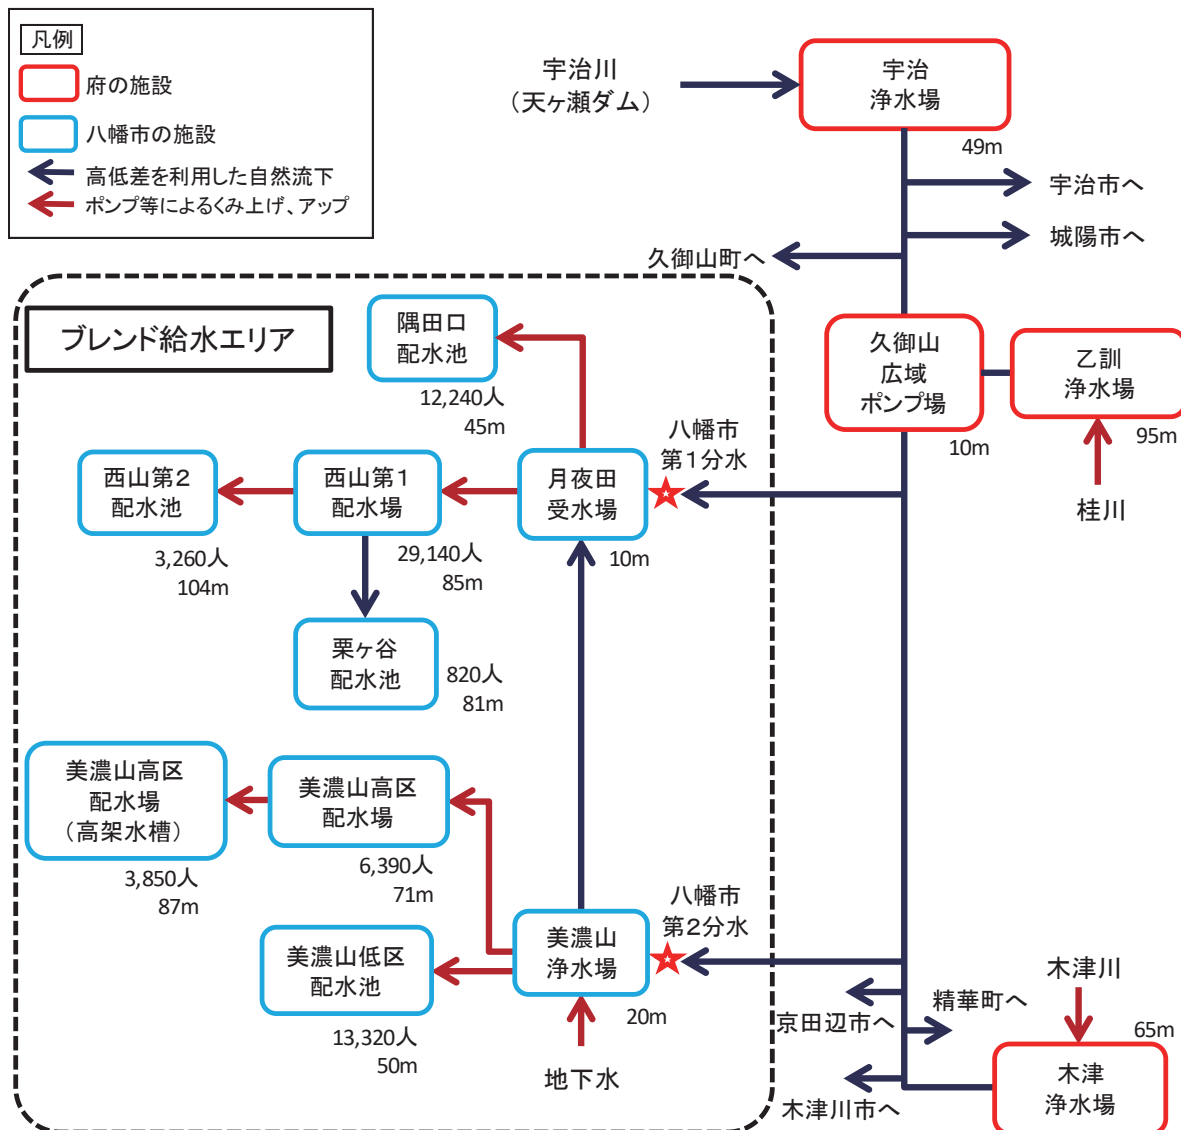 凡例
府の施設
八幡市の施設
高低差を利用した自然流下
ポンプ等によるくみ上げ、アップ
宇治川
（天ヶ瀬ダム）
宇治
浄水場
49m
宇治市へ
城陽市へ
久御山町へ
ブレンド給水エリア
隅田口
配水池
12,240人
45m
久御山
広域
ポンプ場
10m
乙訓
浄水場
95m
桂川
八幡市
第1分水
西山第2
配水池
3,260人
104m
西山第1
配水場
29,140人
85m
月夜田
受水場
10m
栗ヶ谷
配水池
820人
81m
美濃山高区
配水場
（高架水槽）
3,850人
87m
美濃山高区
配水場
6,390人
71m
八幡市
第2分水
美濃山低区
配水池
13,320人
50m
美濃山
浄水場
20m
地下水
京田辺市へ
精華町へ
木津川
65m
木津川市へ
木津
浄水場